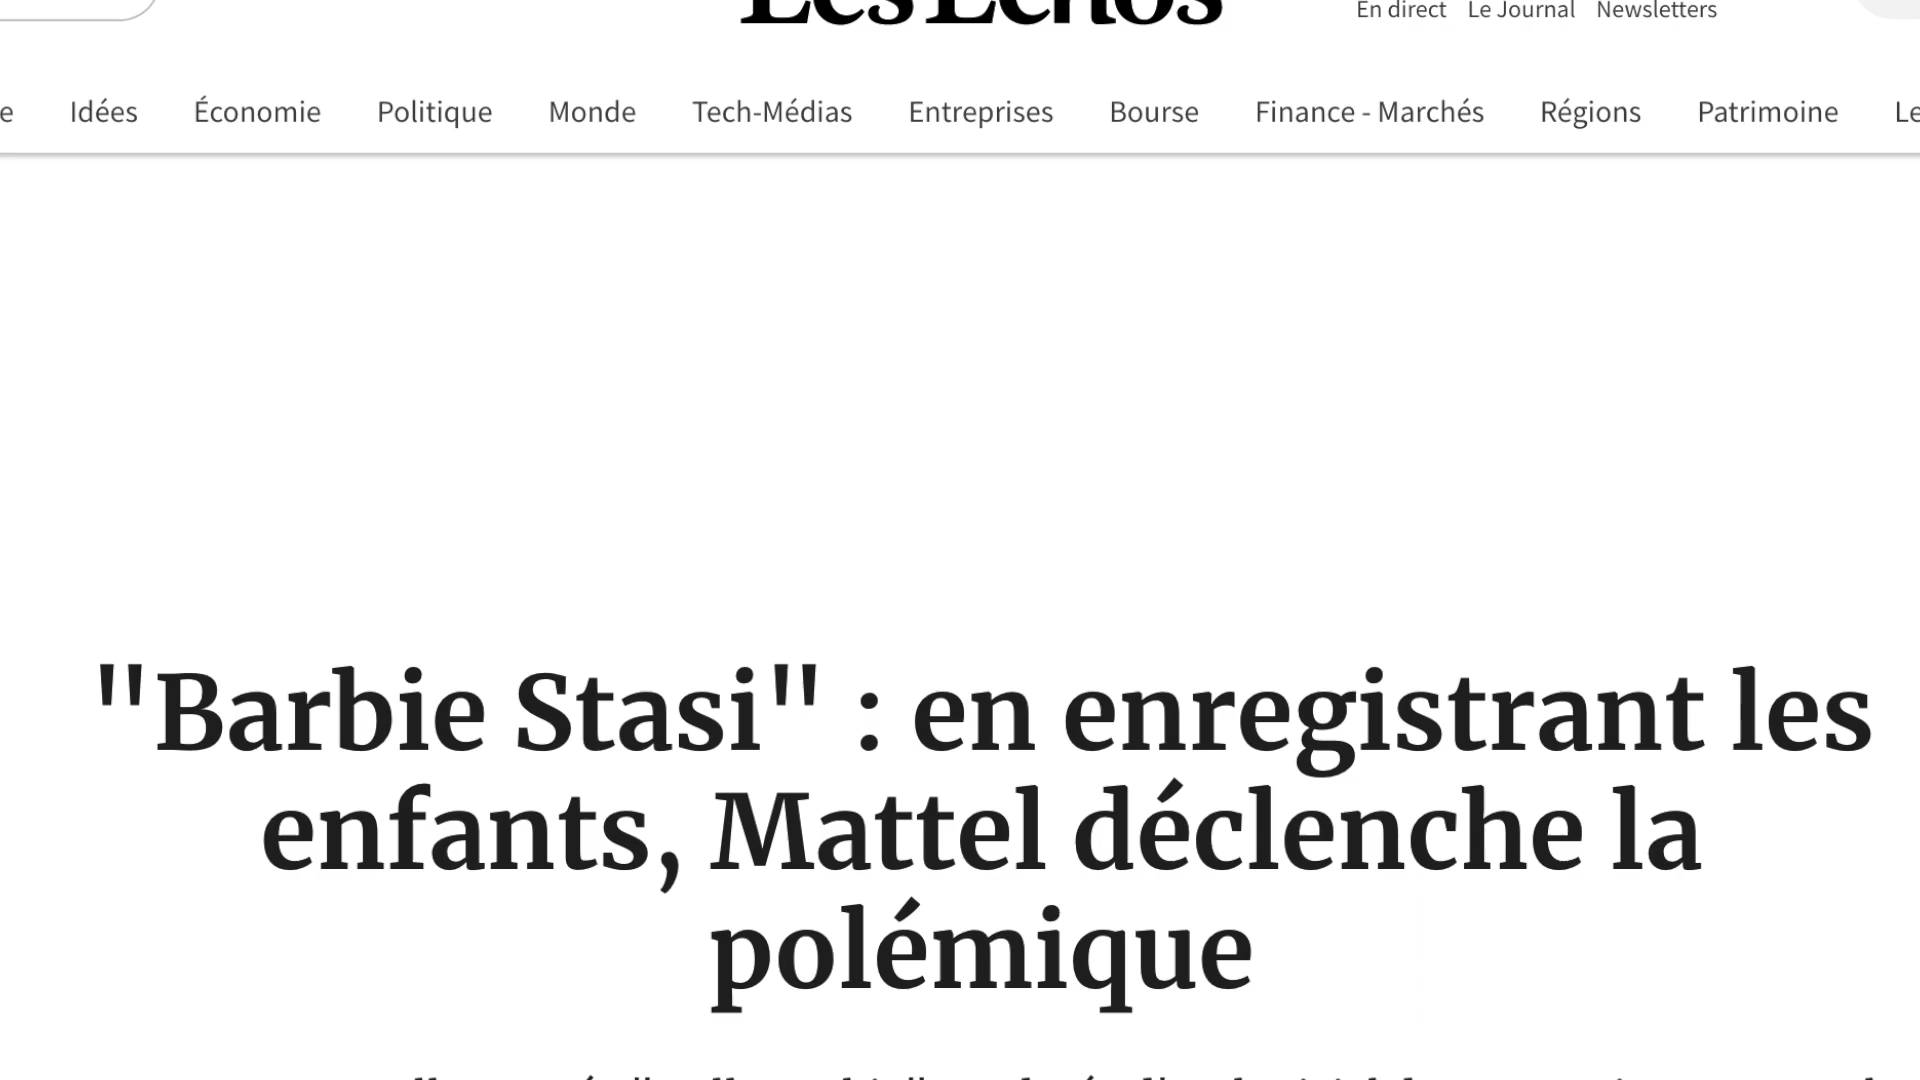 Les Echos
En direct Le Journal Newsletters
Idées Économie Politique Monde Tech-Médias Entreprises Bourse Finance - Marchés Régions Patrimoine
"Barbie Stasi" : en enregistrant les
enfants, Mattel déclenche la
polémique